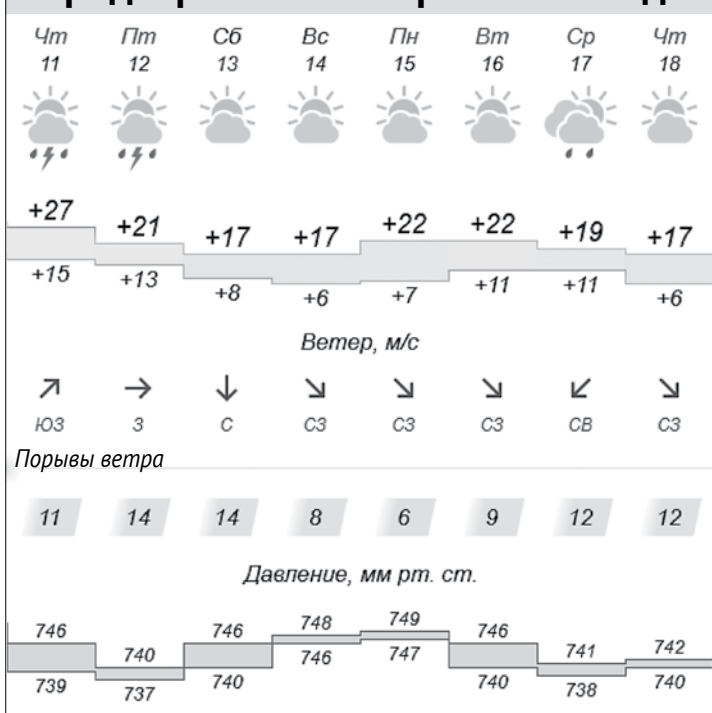 Чт Пт Сб Вс Пн Вт Ср Чт
11 12 13 14 15 16 17 18
+27 +21 +17 +17 +22 +22 +19 +17
+15 +13 +8 +6 +7 +11 +11 +6
Ветер, м/с
ЮЗ З С СЗ СЗ СЗ СВ СЗ
Порывы ветра
11 14 14 8 6 9 12 12
Давление, мм рт. ст.
746 740 746 748 749 746 741 742
739 737 740 746 747 740 738 740